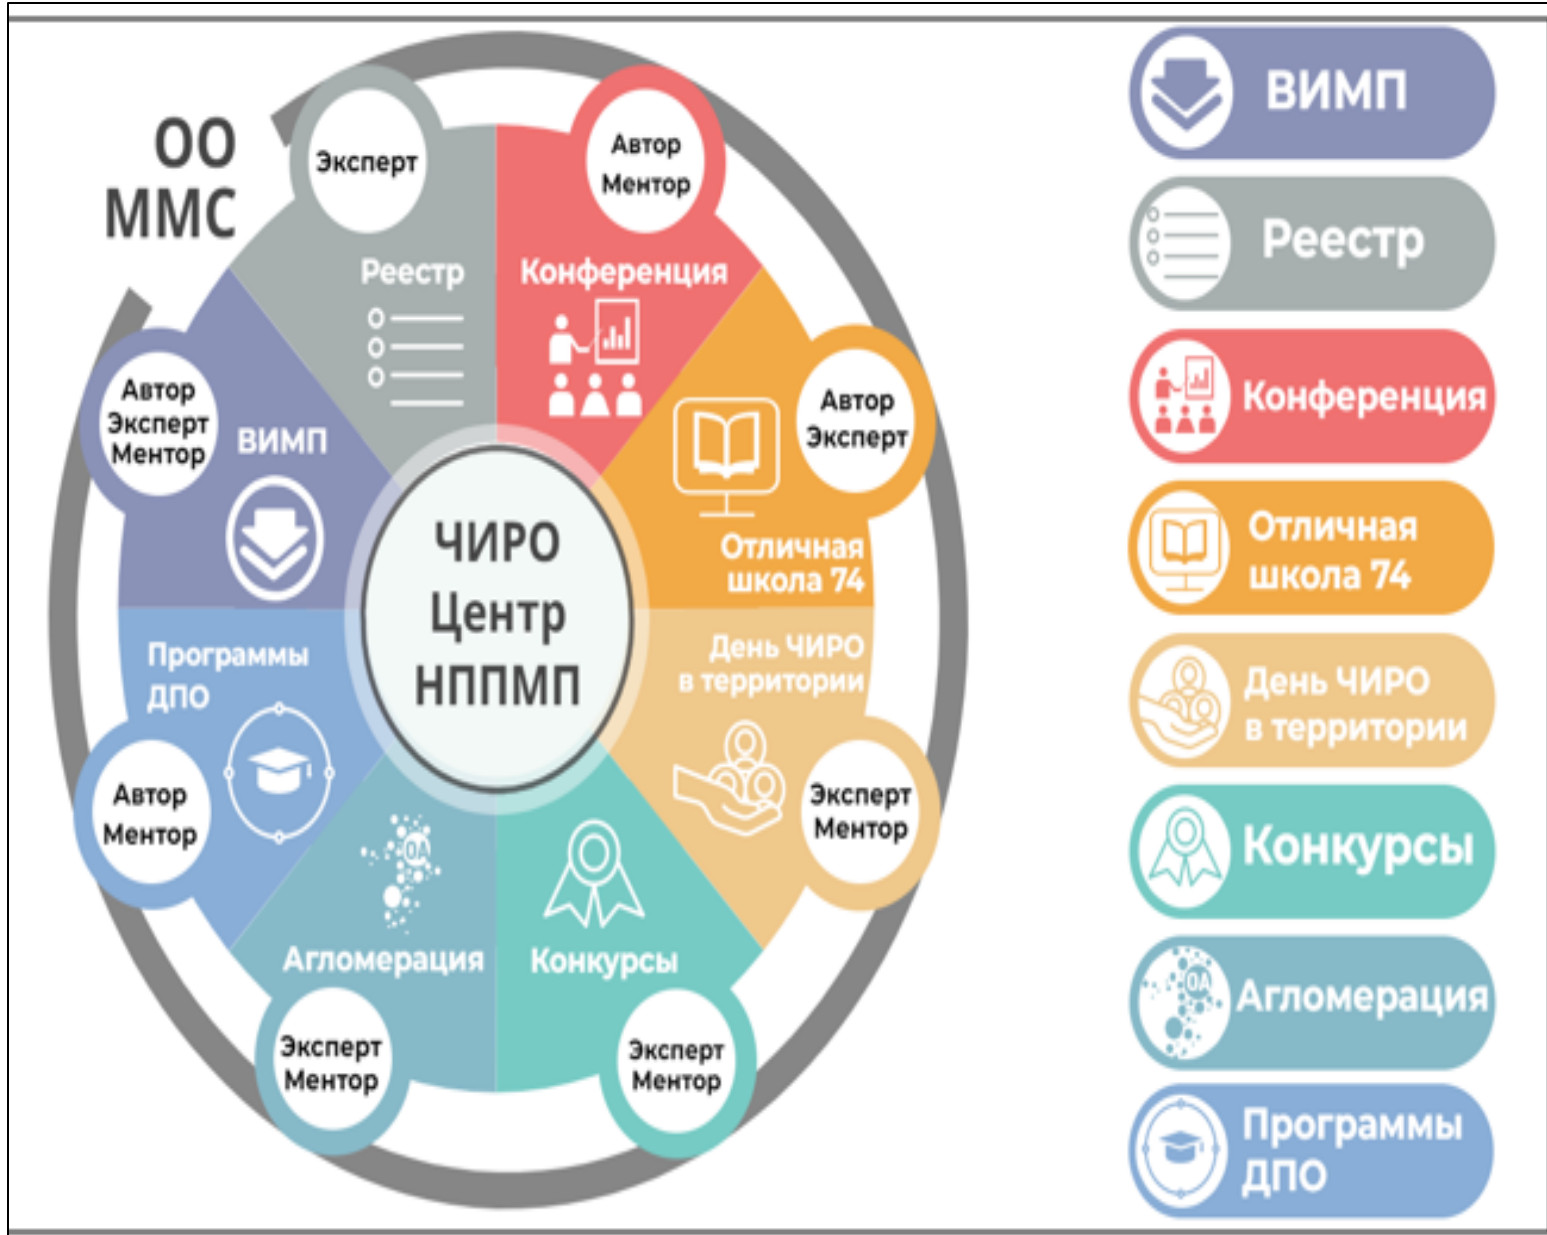 ОО
ММС
Эксперт
Реестр
Автор
Ментор
Конференция
Автор
Эксперт
Отличная
школа 74
День ЧИРО
в территории
Эксперт
Ментор
Конкурсы
Эксперт
Ментор
ОА
Агломерация
Эксперт
Ментор
Программы
ДПО
Автор
Ментор
Автор
Эксперт
Ментор
ВИМП
ЧИРО
Центр
НППМП
ВИМП
Реестр
Конференция
Отличная
школа 74
День ЧИРО
в территории
Конкурсы
ОА
Агломерация
Программы
ДПО